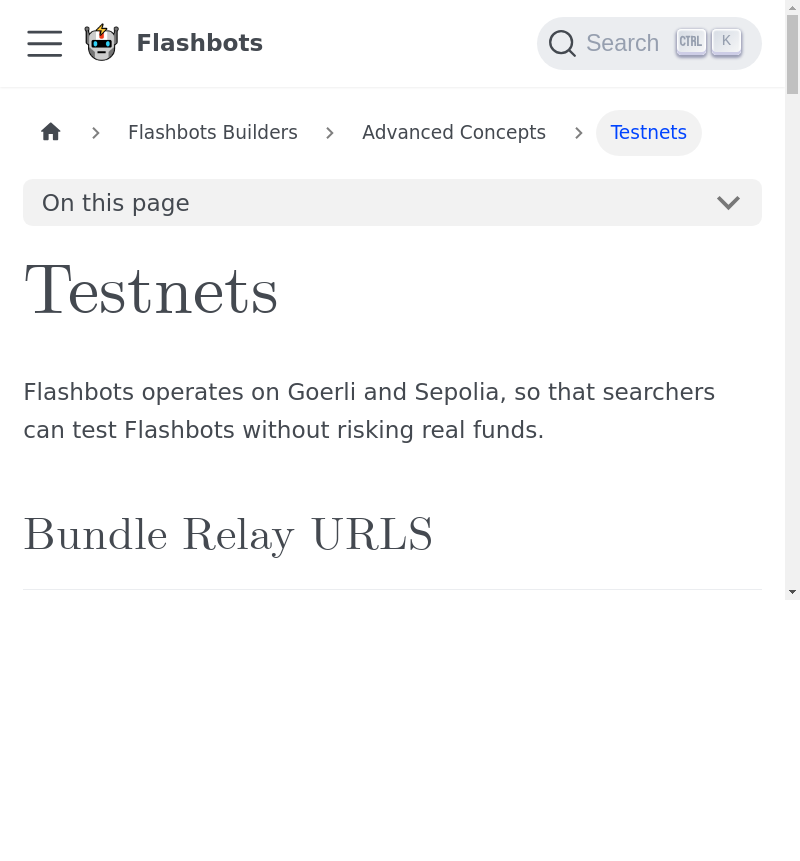 Flashbots
Search CTRL K
Flashbots Builders Advanced Concepts Testnets
On this page
Testnets
Flashbots operates on Goerli and Sepolia, so that searchers
can test Flashbots without risking real funds.
Bundle Relay URLS